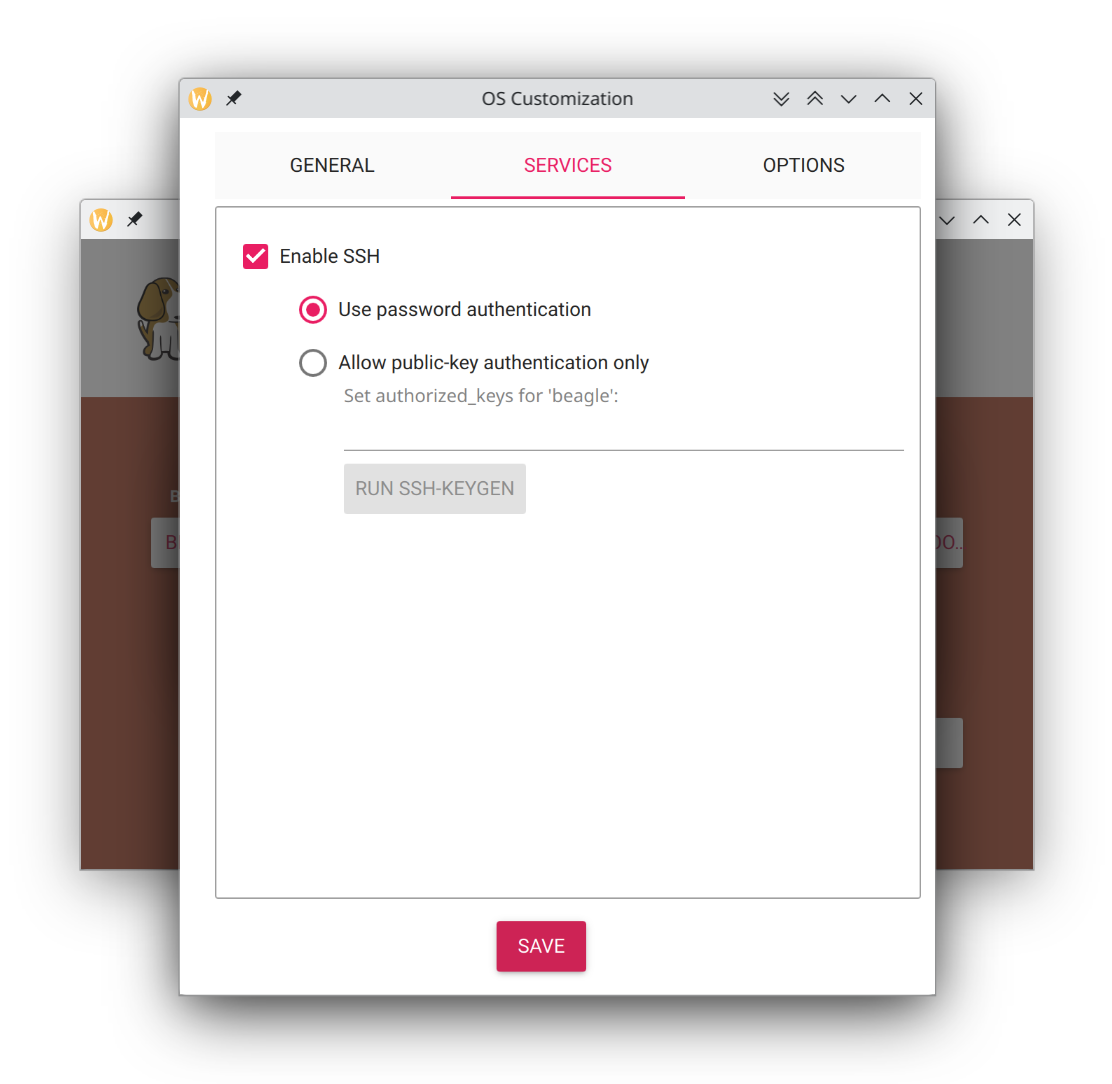 OS Customization
GENERAL
SERVICES
OPTIONS
Enable SSH
Use password authentication
Allow public-key authentication only
Set authorized_keys for 'beagle':
RUN SSH-KEYGEN
SAVE